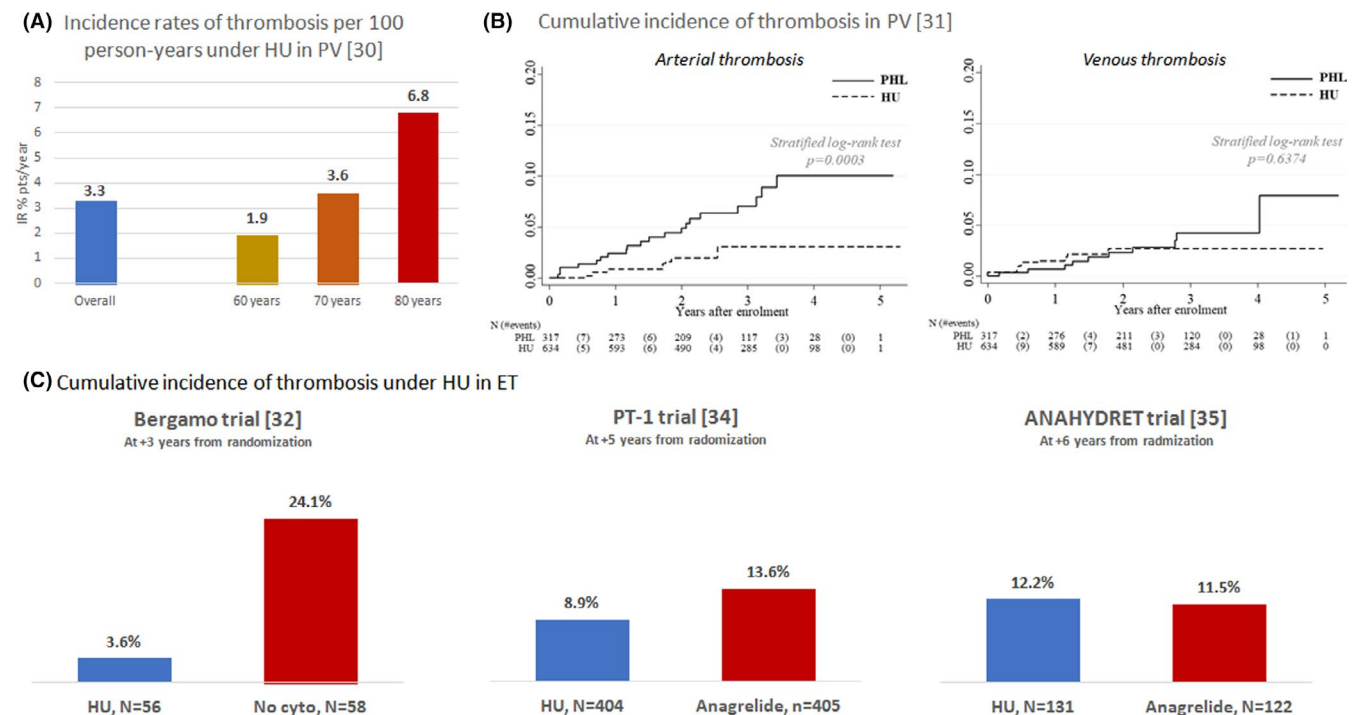 (A) Incidence rates of thrombosis per 100
person-years under HU in PV [30]
IR % pts/year
8
7
6
5
4
3
2
1
0
3.3
1.9
3.6
6.8
Overall
60 years
70 years
80 years
(B) Cumulative incidence of thrombosis in PV [31]
Arterial thrombosis
PHL
HU
Stratified log-rank test
p=0.0003
0.20
0.15
0.10
0.05
0.00
0 1 2 3 4 5
Years after enrolment
N (#events)
PHL 317 (7) 273 (6) 209 (4) 117 (3) 28 (0) 1
HU 634 (5) 593 (6) 490 (4) 285 (0) 98 (0) 1
Venous thrombosis
PHL
HU
Stratified log-rank test
p=0.6374
0.20
0.15
0.10
0.05
0.00
0 1 2 3 4 5
Years after enrolment
317 (2) 276 (4) 211 (3) 120 (0) 28 (1) 1
634 (9) 589 (7) 481 (0) 284 (0) 98 (0) 0
(C) Cumulative incidence of thrombosis under HU in ET
Bergamo trial [32]
At +3 years from randomization
3.6%
24.1%
HU, N=56
No cyto, N=58
PT-1 trial [34]
At +5 years from radomization
8.9%
13.6%
HU, N=404
Anagrelide, n=405
ANAHYDRET trial [35]
At +6 years from radmization
12.2%
11.5%
HU, N=131
Anagrelide, N=122